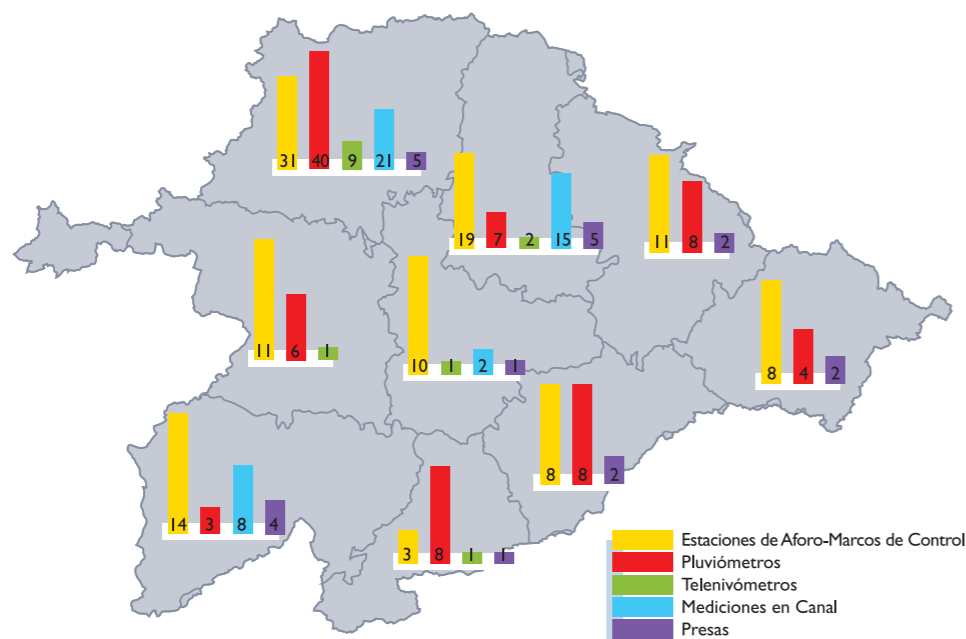 31 40 9 21 5
19 7 2 15 5
11 8 2
11 6 1
10 1 2 1
8 4 2
8 8 2
14 3 8 4
3 8 1 1
Estaciones de Aforo-Marcos de Control
Pluviómetros
Telenivómetros
Mediciones en Canal
Presas